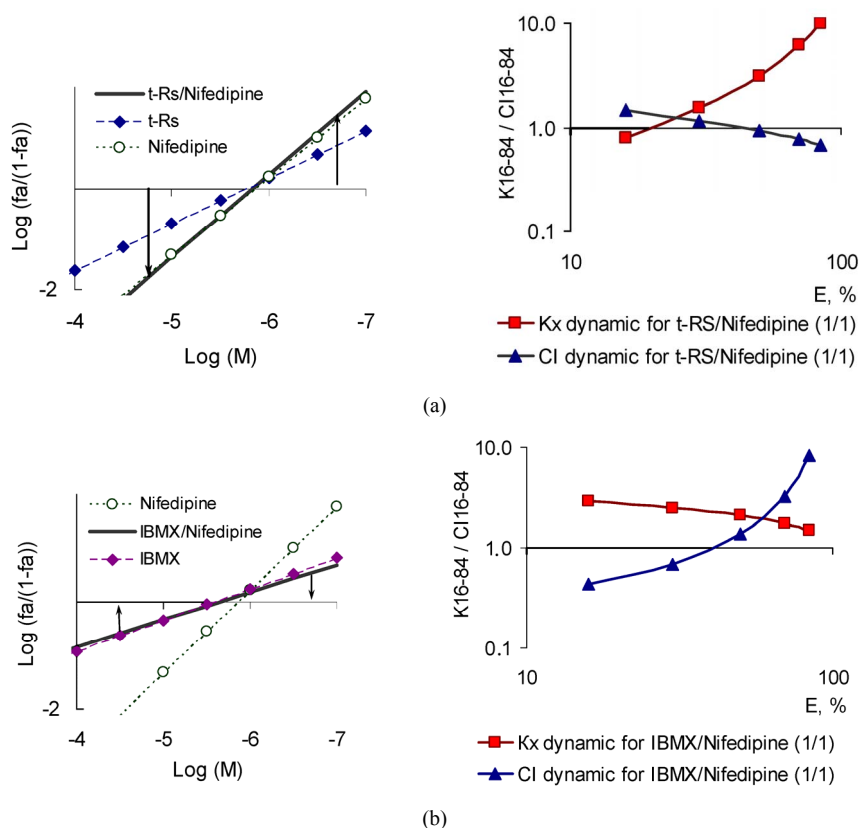 t-Rs/Nifedipine
t-Rs
Nifedipine
Log (fa/(1-fa))
-2
-4 -5 -6 -7
Log (M)
10.0
1.0
0.1
K16-84 / CI16-84
10 100
E, %
Kx dynamic for t-RS/Nifedipine (1/1)
CI dynamic for t-RS/Nifedipine (1/1)
(a)
Nifedipine
IBMX/Nifedipine
IBMX
Log (fa/(1-fa))
-2
-4 -5 -6 -7
Log (M)
10.0
1.0
0.1
K16-84 / CI16-84
10 100
E, %
Kx dynamic for IBMX/Nifedipine (1/1)
CI dynamic for IBMX/Nifedipine (1/1)
(b)